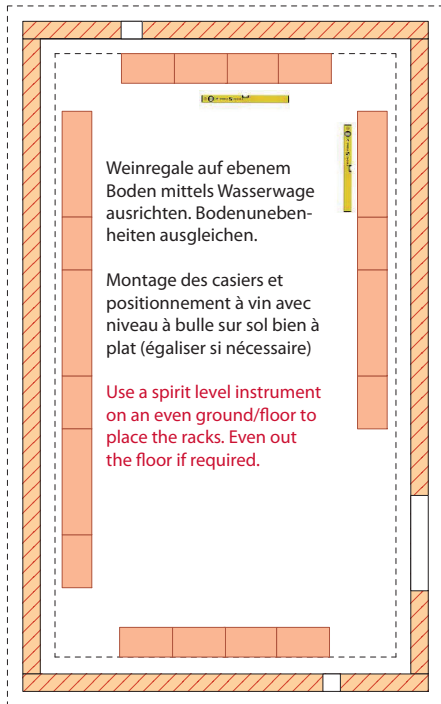 Weinregale auf ebenem
Boden mittels Wasserwage
ausrichten. Bodenuneben-
heiten ausgleichen.
Montage des casiers et
positionnement à vin avec
niveau à bulle sur sol bien à
plat (égaliser si nécessaire)
Use a spirit level instrument
on an even ground/floor to
place the racks. Even out
the floor if required.